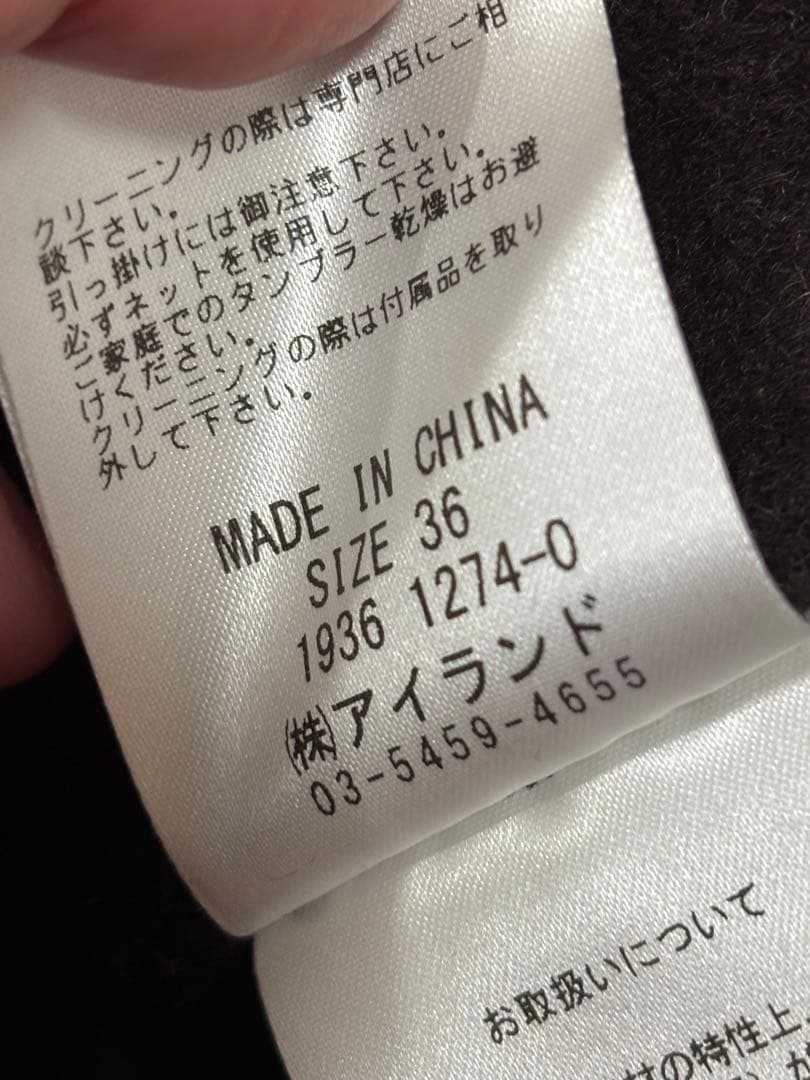 クリーニングの際は専門店にご相
談下さい。
引っ掛けには御注意下さい。
必ずネットを使用して下さい。
ご家庭でのタンブラー乾燥はお避
けください。
クリーニングの際は付属品を取り
外して下さい。
MADE IN CHINA
SIZE 36
1936 1274-0
㈱アイランド
03-5459-4655
お取扱いについて
の特性上